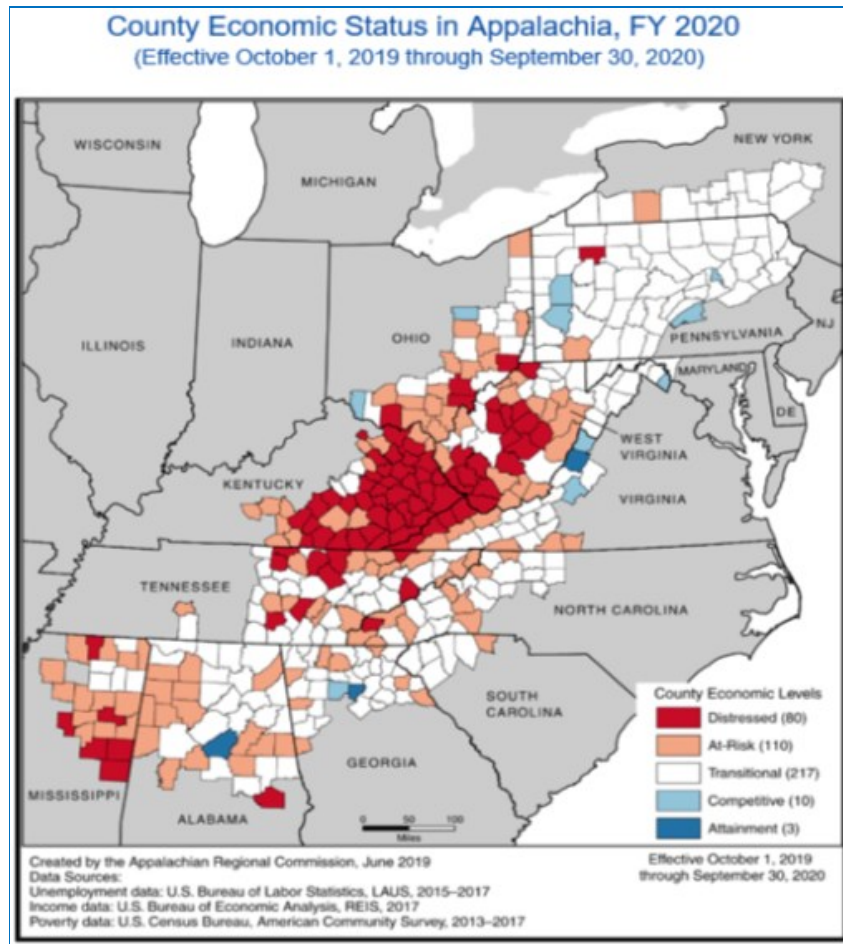 County Economic Status in Appalachia, FY 2020
(Effective October 1, 2019 through September 30, 2020)
WISCONSIN
NEW YORK
MICHIGAN
ILLINOIS
INDIANA
OHIO
PENNSYLVANIA
NJ
MARYLAND
DE
WEST
VIRGINIA
KENTUCKY
VIRGINIA
TENNESSEE
NORTH CAROLINA
SOUTH
CAROLINA
GEORGIA
MISSISSIPPI
ALABAMA
0 50 100
Miles
County Economic Levels
Distressed (80)
At-Risk (110)
Transitional (217)
Competitive (10)
Attainment (3)
Created by the Appalachian Regional Commission, June 2019
Data Sources:
Unemployment data: U.S. Bureau of Labor Statistics, LAUS, 2015–2017
Income data: U.S. Bureau of Economic Analysis, REIS, 2017
Poverty data: U.S. Census Bureau, American Community Survey, 2013–2017
Effective October 1, 2019
through September 30, 2020